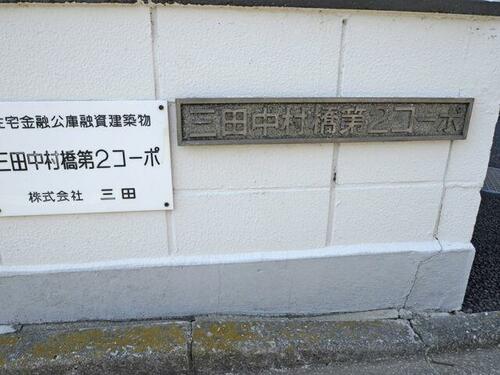 住宅金融公庫融資建築物
三田中村橋第2コーポ
株式会社 三田
三田中村橋第2コーポ